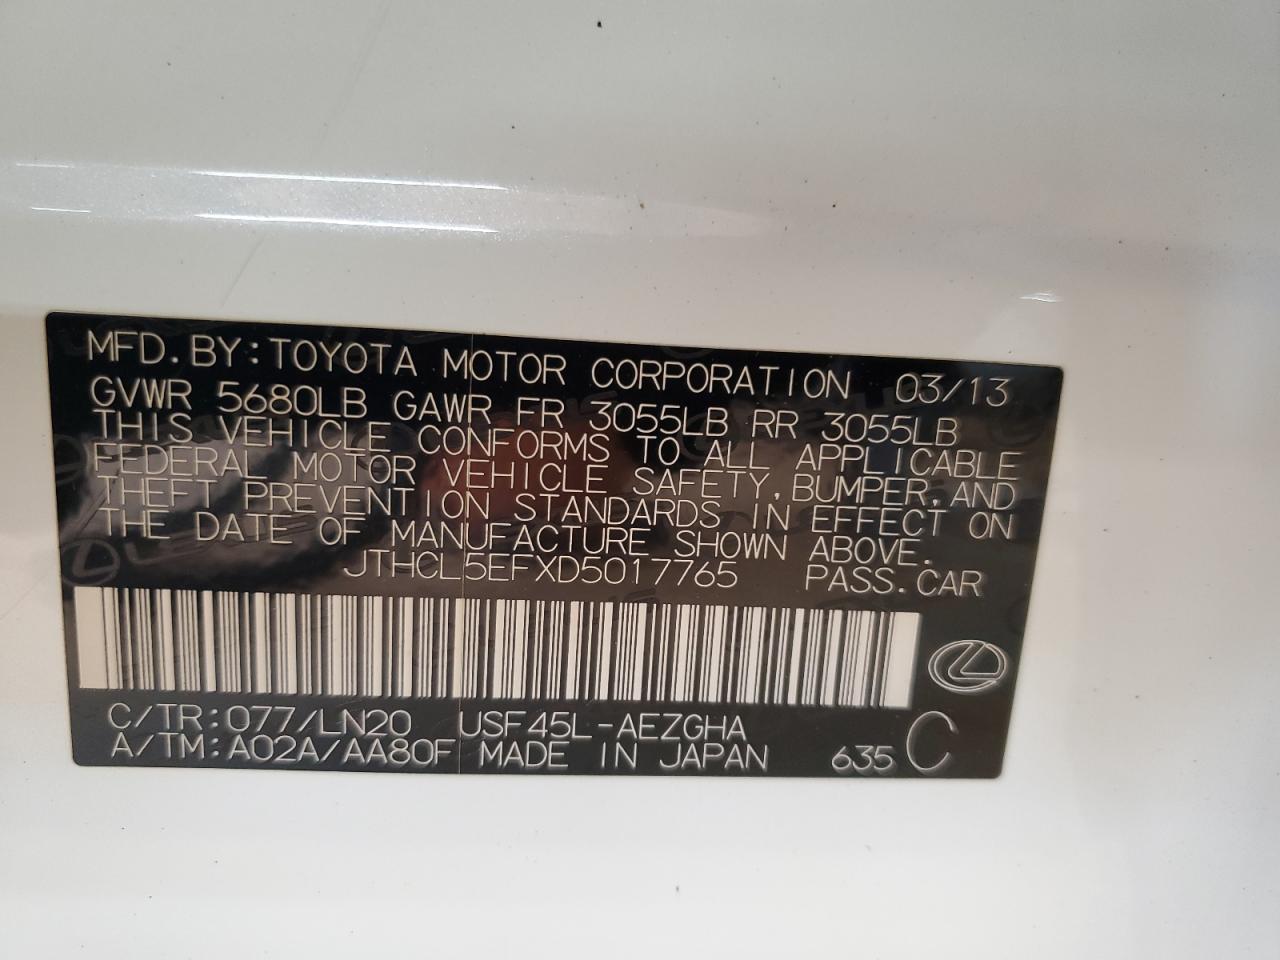 MFD.BY:TOYOTA MOTOR CORPORATION 03/13
GVWR 5680LB GAWR FR 3055LB RR 3055LB
THIS VEHICLE CONFORMS TO ALL APPLICABLE
FEDERAL MOTOR VEHICLE SAFETY,BUMPER,AND
THEFT PREVENTION STANDARDS IN EFFECT ON
THE DATE OF MANUFACTURE SHOWN ABOVE.
JTHCL5EFXD5017765 PASS.CAR
C/TR:077/LN20 USF45L-AEZGHA
A/TM:A02A/AA80F MADE IN JAPAN 635 C